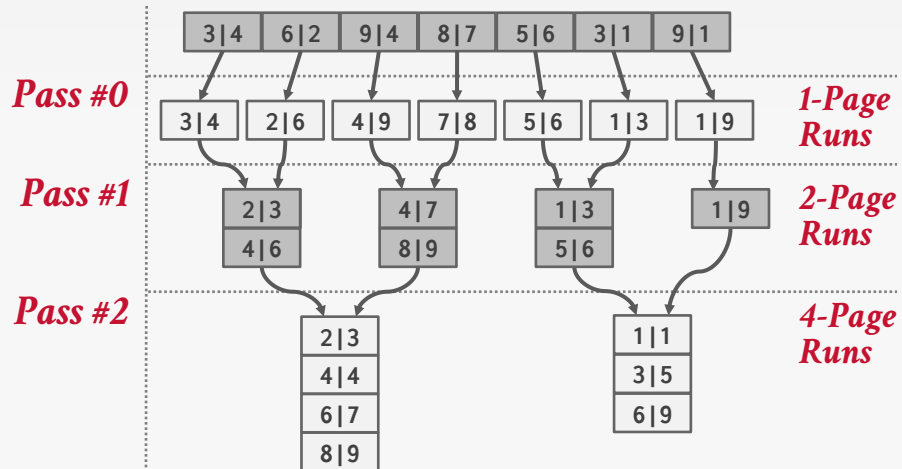 3|4 6|2 9|4 8|7 5|6 3|1 9|1
Pass #0
3|4 2|6 4|9 7|8 5|6 1|3 1|9
1-Page
Runs
Pass #1
2|3 4|7 1|3 1|9
4|6 8|9 5|6
2-Page
Runs
Pass #2
2|3 1|1
4|4 3|5
6|7 6|9
8|9
4-Page
Runs